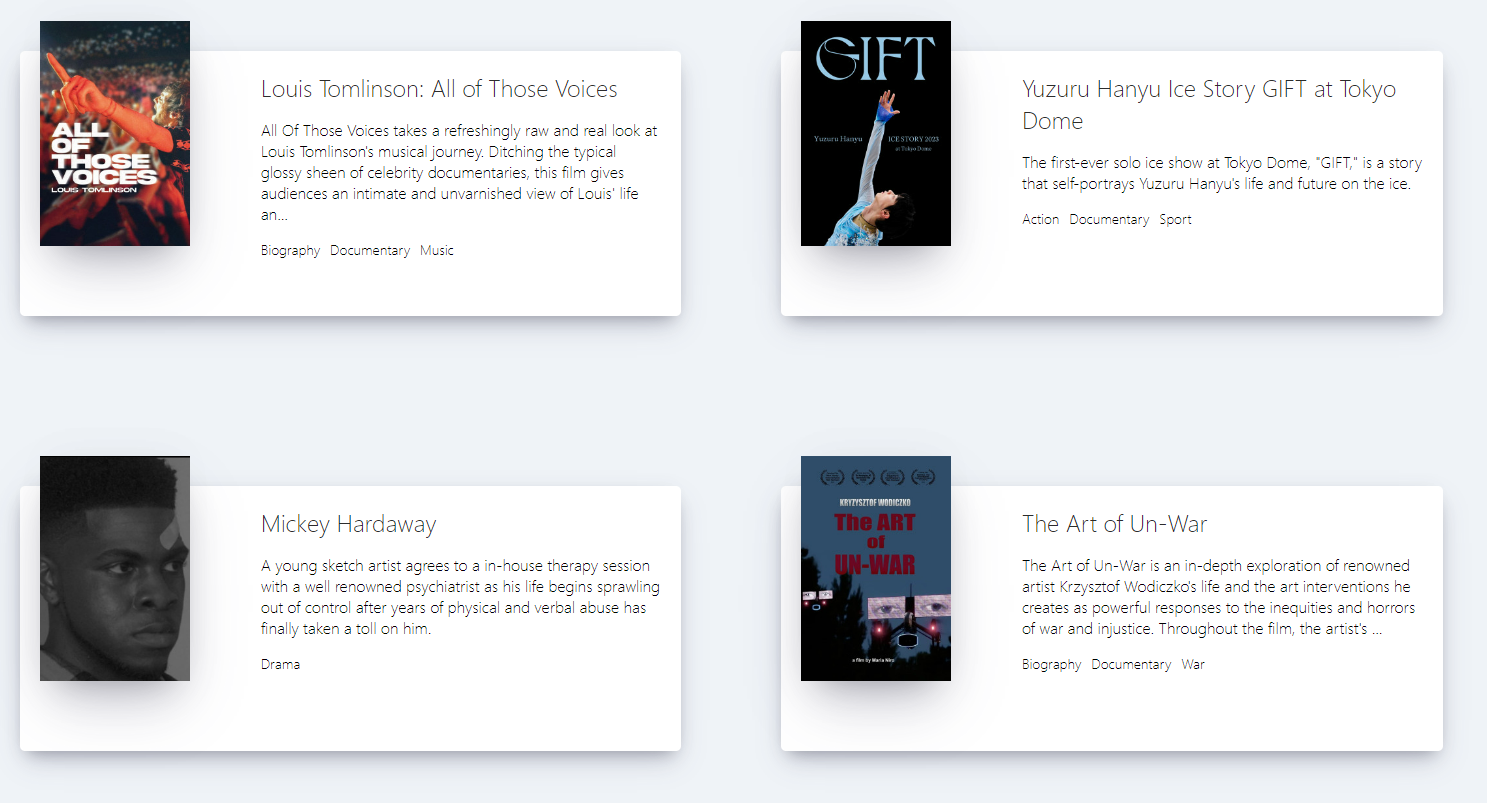 ALL
OF
THOSE
VOICES
LOUIS TOMLINSON
Louis Tomlinson: All of Those Voices
All Of Those Voices takes a refreshingly raw and real look at
Louis Tomlinson's musical journey. Ditching the typical
glossy sheen of celebrity documentaries, this film gives
audiences an intimate and unvarnished view of Louis' life
an...
Biography Documentary Music
GIFT
Yuzuru Hanyu ICE STORY 2023
at Tokyo Dome
Yuzuru Hanyu Ice Story GIFT at Tokyo
Dome
The first-ever solo ice show at Tokyo Dome, "GIFT," is a story
that self-portrays Yuzuru Hanyu's life and future on the ice.
Action Documentary Sport
Mickey Hardaway
A young sketch artist agrees to a in-house therapy session
with a well renowned psychiatrist as his life begins sprawling
out of control after years of physical and verbal abuse has
finally taken a toll on him.
Drama
KRYZYSZTOF WODICZKO
The ART
of
UN-WAR
a film By Maria Niro
The Art of Un-War
The Art of Un-War is an in-depth exploration of renowned
artist Krzysztof Wodiczko's life and the art interventions he
creates as powerful responses to the inequities and horrors
of war and injustice. Throughout the film, the artist's ...
Biography Documentary War